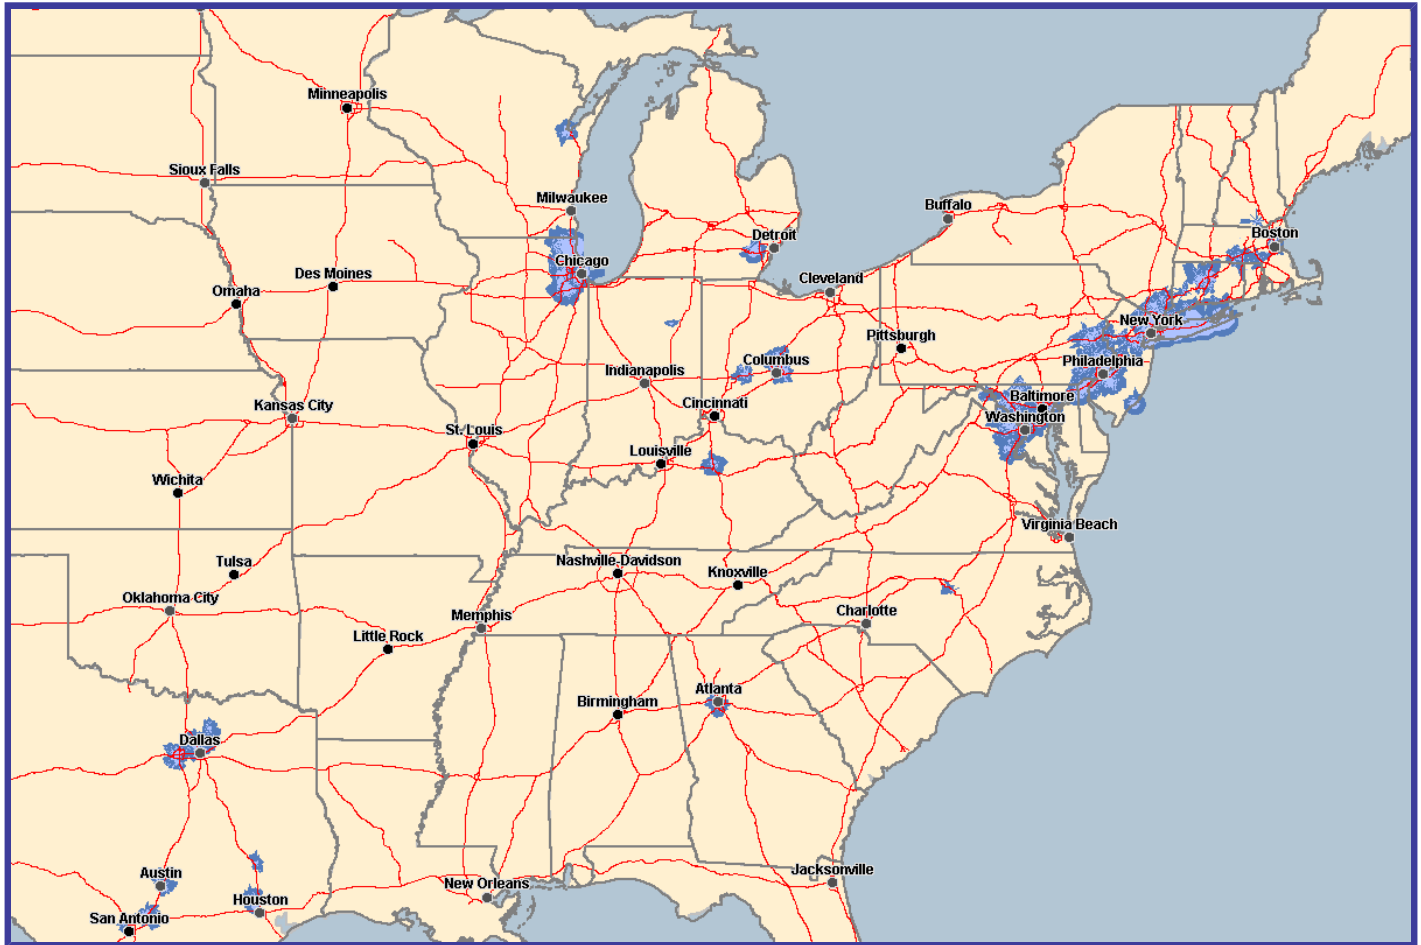 Minneapolis
Sioux Falls
Milwaukee
Buffalo
Detroit
Boston
Chicago
Des Moines
Cleveland
Omaha
New York
Pittsburgh
Columbus
Philadelphia
Indianapolis
Baltimore
Kansas City
Cincinnati
Washington
St. Louis
Louisville
Wichita
Virginia Beach
Tulsa
Nashville-Davidson
Knoxville
Oklahoma City
Memphis
Charlotte
Little Rock
Atlanta
Birmingham
Dallas
Austin
Jacksonville
New Orleans
Houston
San Antonio